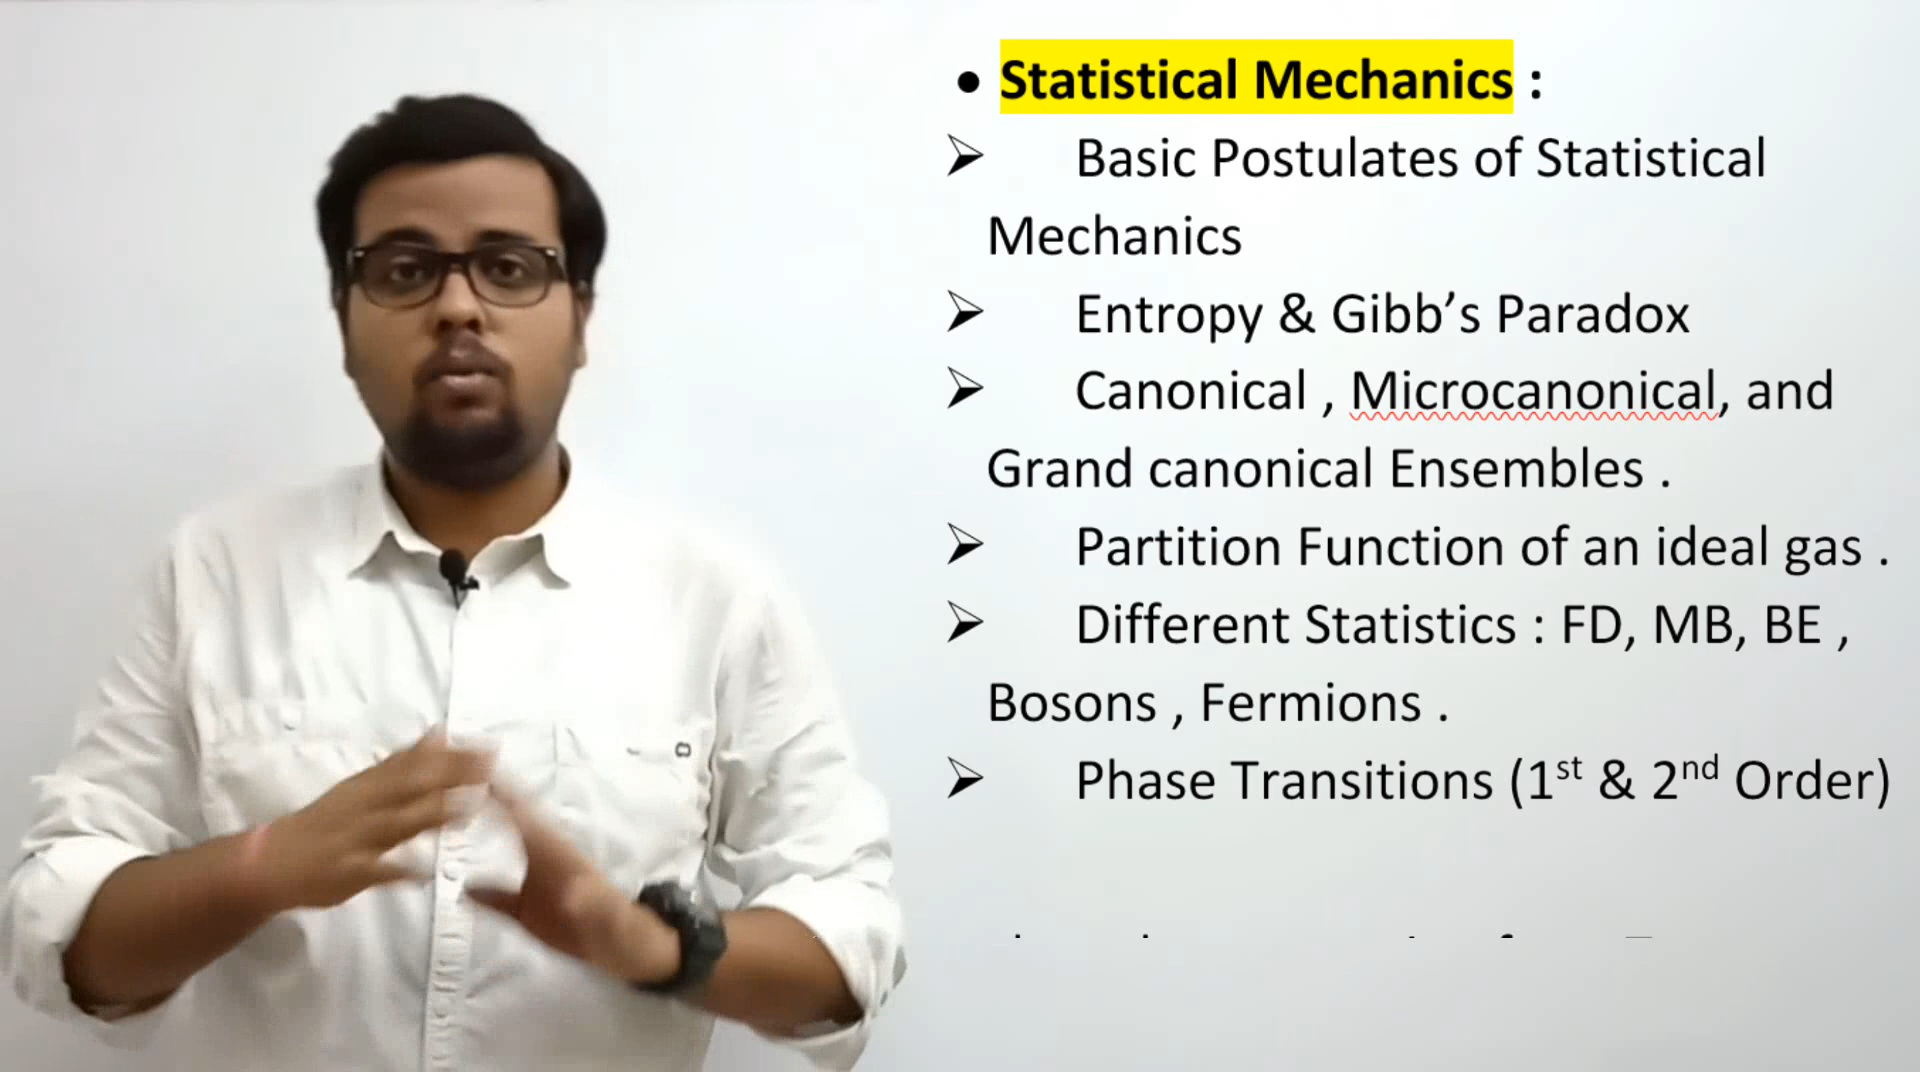 • Statistical Mechanics :
➢ Basic Postulates of Statistical
Mechanics
➢ Entropy & Gibb’s Paradox
➢ Canonical , Microcanonical, and
Grand canonical Ensembles .
➢ Partition Function of an ideal gas .
➢ Different Statistics : FD, MB, BE ,
Bosons , Fermions .
➢ Phase Transitions (1st & 2nd Order)